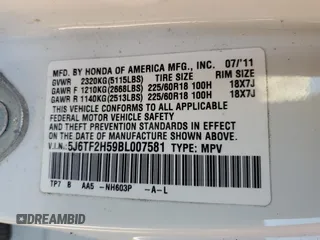 MFD. BY HONDA OF AMERICA MFG., INC. 07/'11
GVWR 2320KG(5115LBS) TIRE SIZE RIM SIZE
GAWR F 1210KG(2668LBS) 225/60R18 100H 18X7J
GAWR R 1140KG(2513LBS) 225/60R18 100H 18X7J
THIS VEHICLE CONFORMS TO ALL APPLICABLE
FEDERAL MOTOR VEHICLE SAFETY AND
THEFT PREVENTION STANDARDS IN EFFECT ON
THE DATE OF MANUFACTURE SHOWN ABOVE.
V.I.N.: 5J6TF2H59BL007581 TYPE: MPV
TP7 B AA5 -NH603P -A-L
DREAMBID